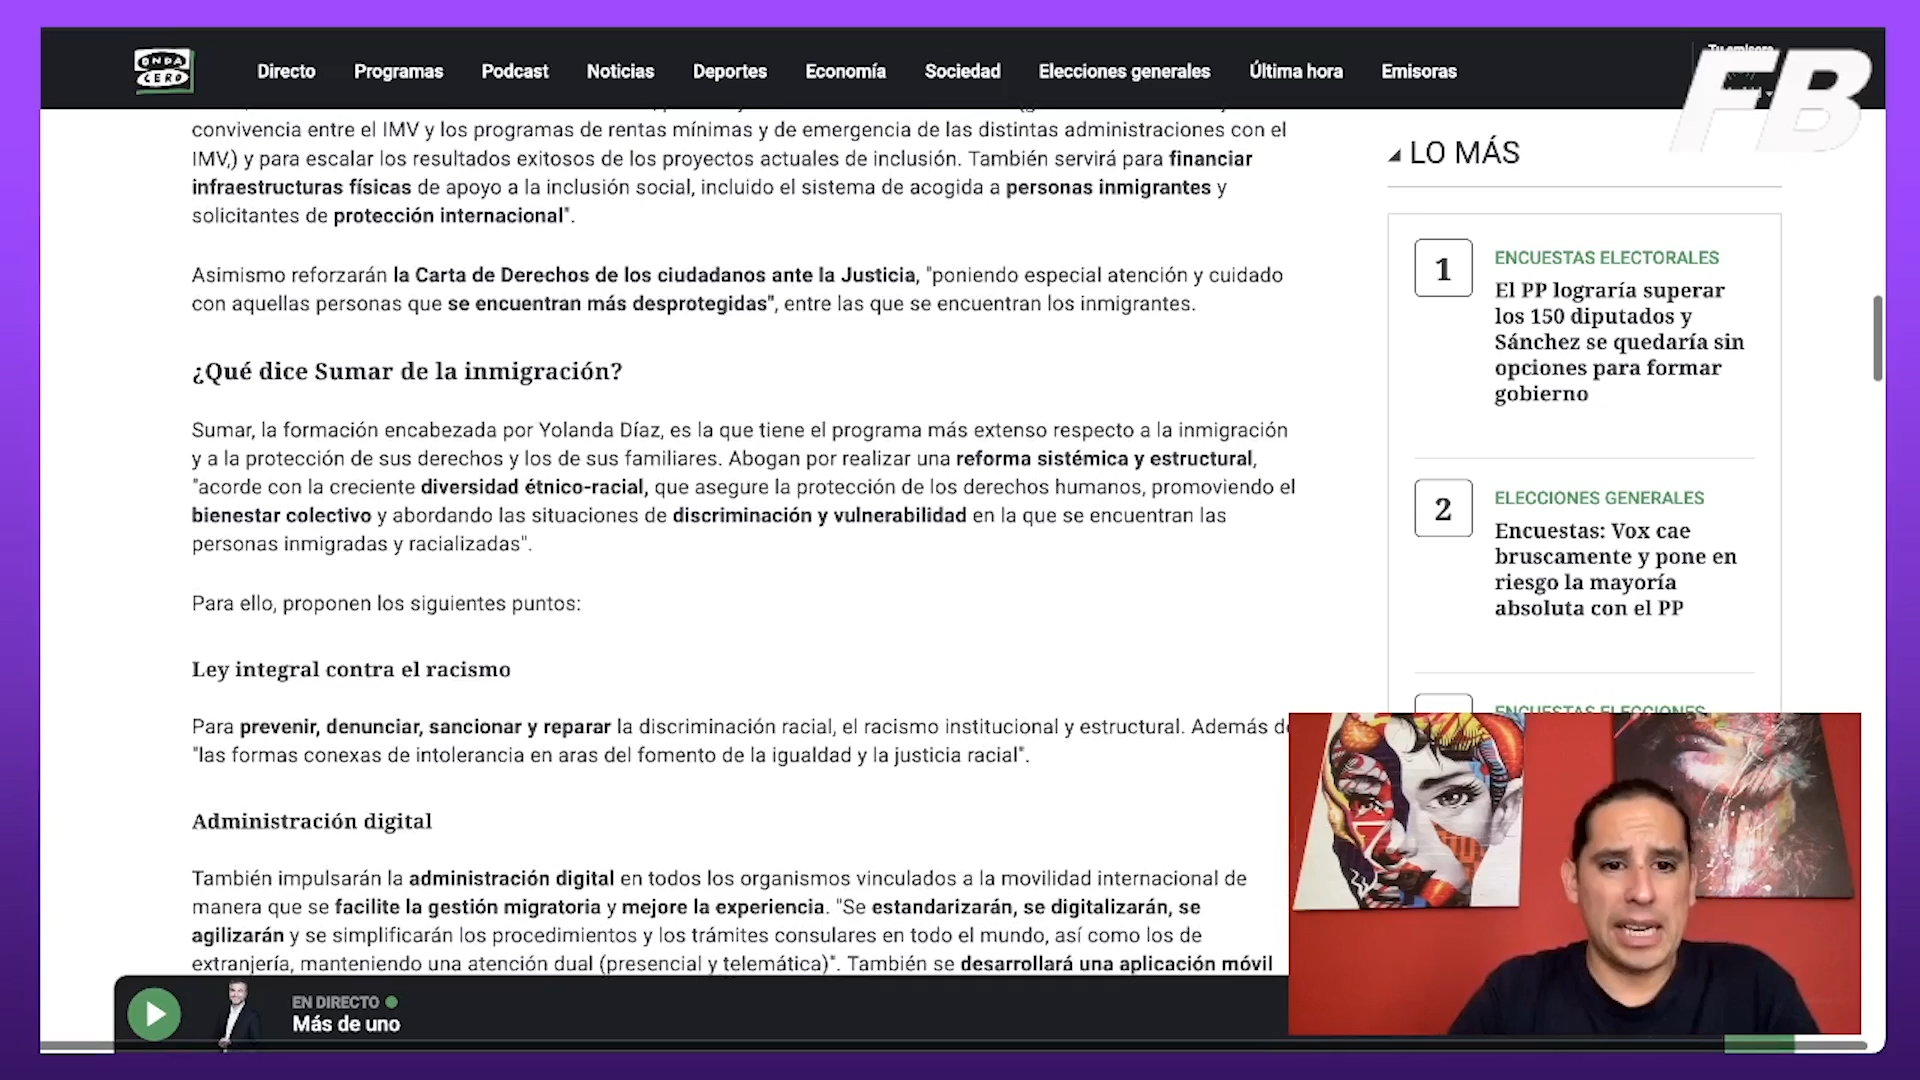 ONDA
CERO
Directo
Programas
Podcast
Noticias
Deportes
Economía
Sociedad
Elecciones generales
Última hora
Emisoras
Tu emisora
FB
convivencia entre el IMV y los programas de rentas mínimas y de emergencia de las distintas administraciones con el
IMV,) y para escalar los resultados exitosos de los proyectos actuales de inclusión. También servirá para financiar
infraestructuras físicas de apoyo a la inclusión social, incluido el sistema de acogida a personas inmigrantes y
solicitantes de protección internacional".
Asimismo reforzarán la Carta de Derechos de los ciudadanos ante la Justicia, "poniendo especial atención y cuidado
con aquellas personas que se encuentran más desprotegidas", entre las que se encuentran los inmigrantes.
¿Qué dice Sumar de la inmigración?
Sumar, la formación encabezada por Yolanda Díaz, es la que tiene el programa más extenso respecto a la inmigración
y a la protección de sus derechos y los de sus familiares. Abogan por realizar una reforma sistémica y estructural,
"acorde con la creciente diversidad étnico-racial, que asegure la protección de los derechos humanos, promoviendo el
bienestar colectivo y abordando las situaciones de discriminación y vulnerabilidad en la que se encuentran las
personas inmigradas y racializadas".
Para ello, proponen los siguientes puntos:
Ley integral contra el racismo
Para prevenir, denunciar, sancionar y reparar la discriminación racial, el racismo institucional y estructural. Además de
"las formas conexas de intolerancia en aras del fomento de la igualdad y la justicia racial".
Administración digital
También impulsarán la administración digital en todos los organismos vinculados a la movilidad internacional de
manera que se facilite la gestión migratoria y mejore la experiencia. "Se estandarizarán, se digitalizarán, se
agilizarán y se simplificarán los procedimientos y los trámites consulares en todo el mundo, así como los de
extranjería, manteniendo una atención dual (presencial y telemática)". También se desarrollará una aplicación móvil
LO MÁS
1
ENCUESTAS ELECTORALES
El PP lograría superar
los 150 diputados y
Sánchez se quedaría sin
opciones para formar
gobierno
2
ELECCIONES GENERALES
Encuestas: Vox cae
bruscamente y pone en
riesgo la mayoría
absoluta con el PP
ENCUESTAS ELECCIONES
EN DIRECTO
Más de uno